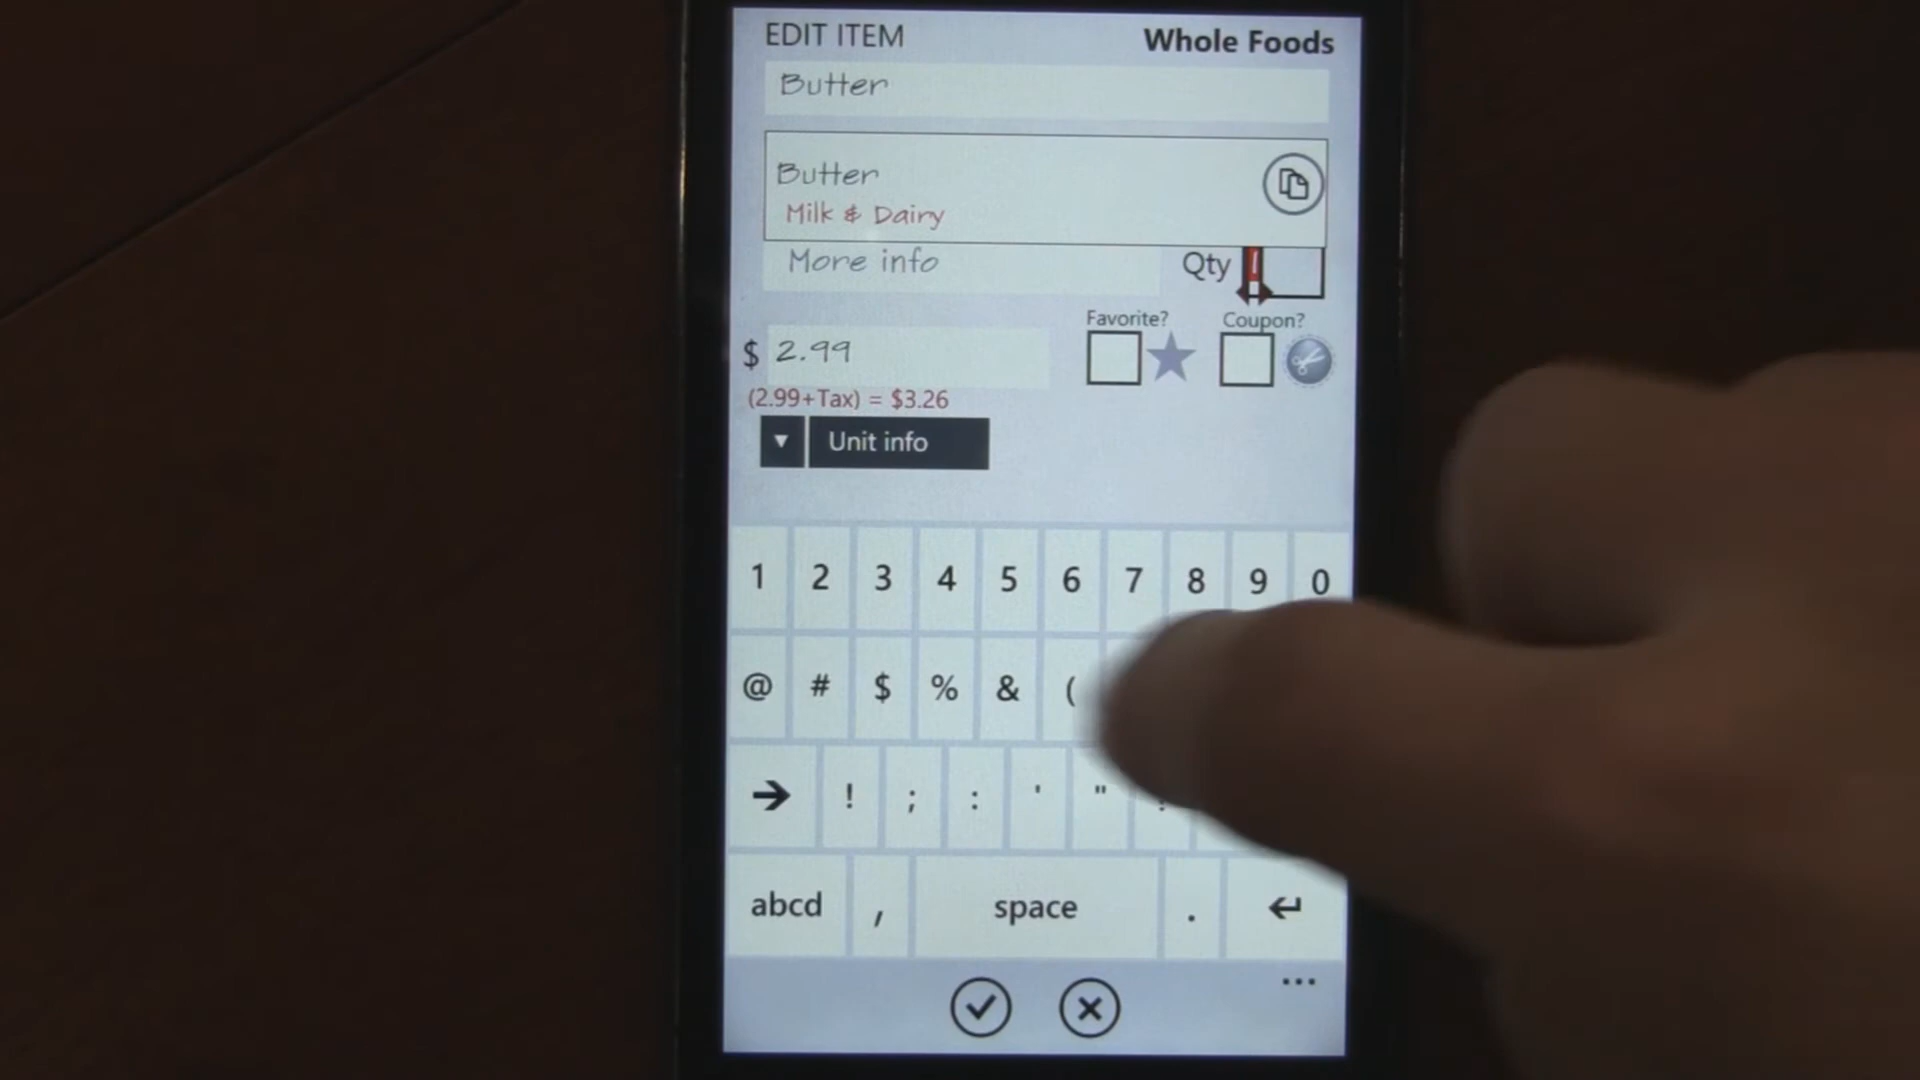 EDIT ITEM Whole Foods
Butter
Butter
Milk & Dairy
More info Qty 1
Favorite? Coupon?
$ 2.99
(2.99+Tax) = $3.26
▼ Unit info
1 2 3 4 5 6 7 8 9 0
@ # $ % & (
! ; : ' "
abcd , space .
...